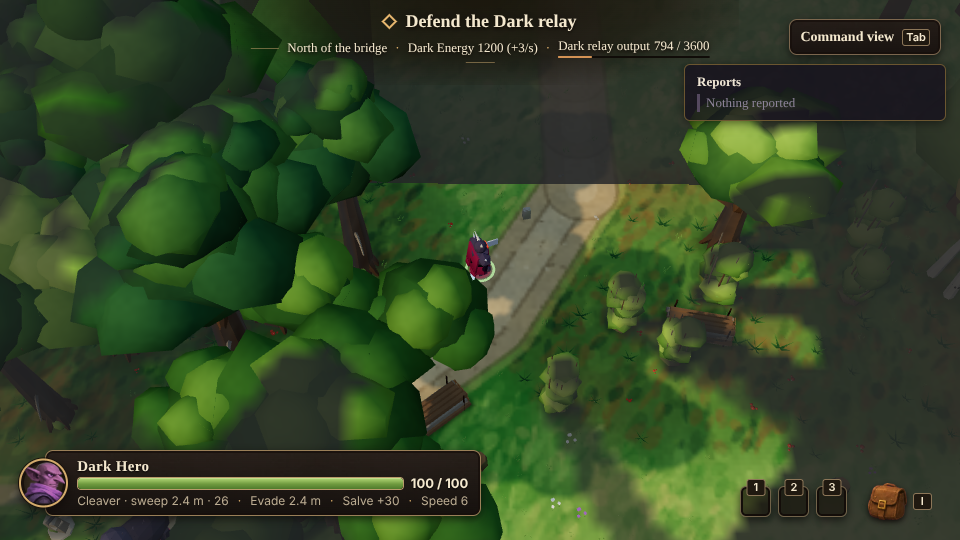 Defend the Dark relay
North of the bridge · Dark Energy 1200 (+3/s) · Dark relay output 794 / 3600
Command view Tab
Reports
Nothing reported
Dark Hero
100 / 100
Cleaver · sweep 2.4 m · 26 · Evade 2.4 m · Salve +30 · Speed 6
1 2 3 I